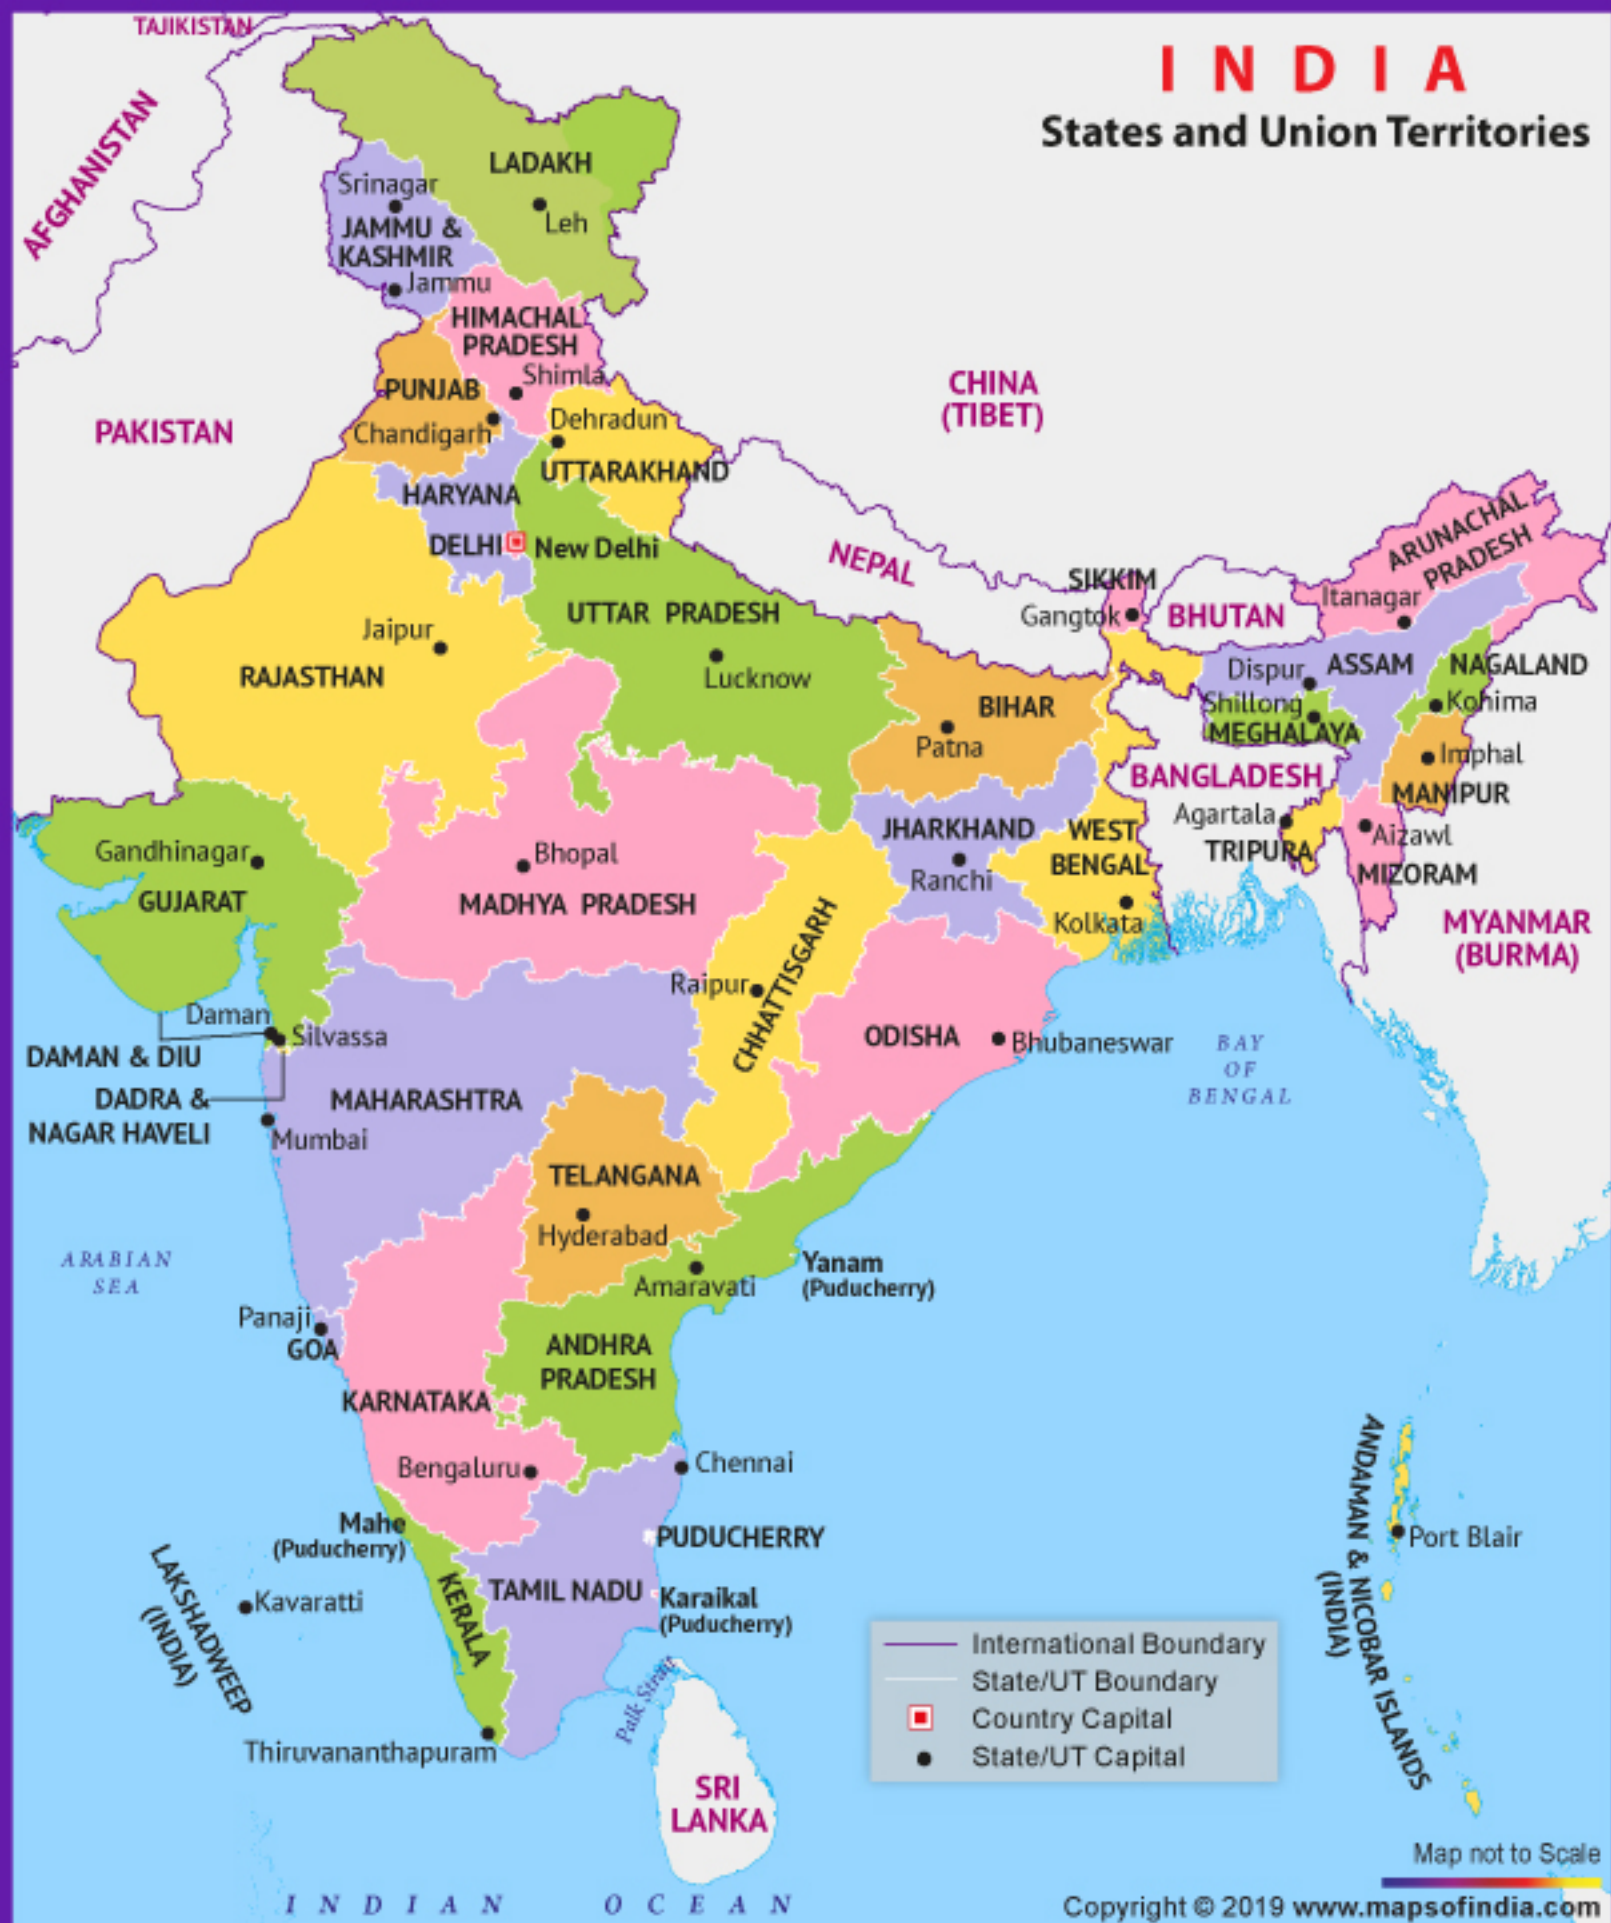 TAJIKISTAN
INDIA
States and Union Territories
AFGHANISTAN
LADAKH
Srinagar
Leh
JAMMU &
KASHMIR
Jammu
HIMACHAL
PRADESH
Shimla
PUNJAB
Chandigarh
Dehradun
UTTARAKHAND
PAKISTAN
CHINA
(TIBET)
HARYANA
DELHI
New Delhi
NEPAL
SIKKIM
Gangtok
BHUTAN
ARUNACHAL
PRADESH
Itanagar
UTTAR PRADESH
Lucknow
Jaipur
RAJASTHAN
BIHAR
Patna
Dispur
ASSAM
NAGALAND
Kohima
Shillong
MEGHALAYA
Imphal
MANIPUR
BANGLADESH
Agartala
TRIPURA
Aizawl
MIZORAM
MYANMAR
(BURMA)
JHARKHAND
Ranchi
WEST
BENGAL
Kolkata
Gandhinagar
GUJARAT
Bhopal
MADHYA PRADESH
CHHATTISGARH
Raipur
ODISHA
Bhubaneswar
BAY
OF
BENGAL
Daman
Silvassa
DAMAN & DIU
DADRA &
NAGAR HAVELI
MAHARASHTRA
Mumbai
TELANGANA
Hyderabad
ARABIAN
SEA
Amaravati
Yanam
(Puducherry)
Panaji
GOA
ANDHRA
PRADESH
KARNATAKA
Bengaluru
Chennai
Mahe
(Puducherry)
PUDUCHERRY
TAMIL NADU
Karaikal
(Puducherry)
KERALA
LAKSHADWEEP
(INDIA)
Kavaratti
Thiruvananthapuram
Palk Strait
SRI
LANKA
ANDAMAN & NICOBAR ISLANDS
(INDIA)
Port Blair
International Boundary
State/UT Boundary
Country Capital
State/UT Capital
INDIAN OCEAN
Map not to Scale
Copyright © 2019 www.mapsofindia.com